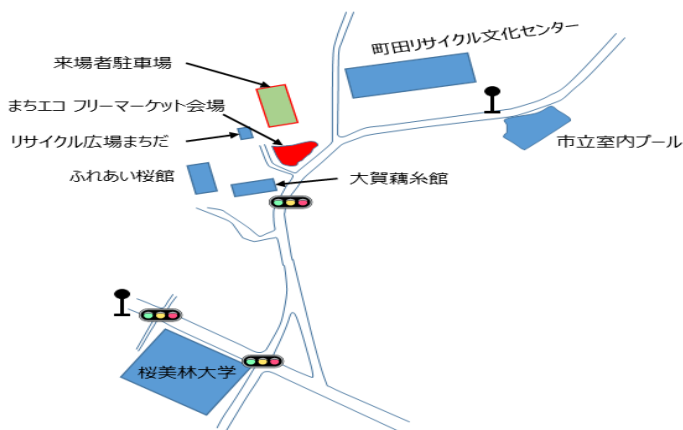 町田リサイクル文化センター
来場者駐車場
まちエコ フリーマーケット会場
リサイクル広場まちだ
市立室内プール
ふれあい桜館
大賀藕糸館
桜美林大学